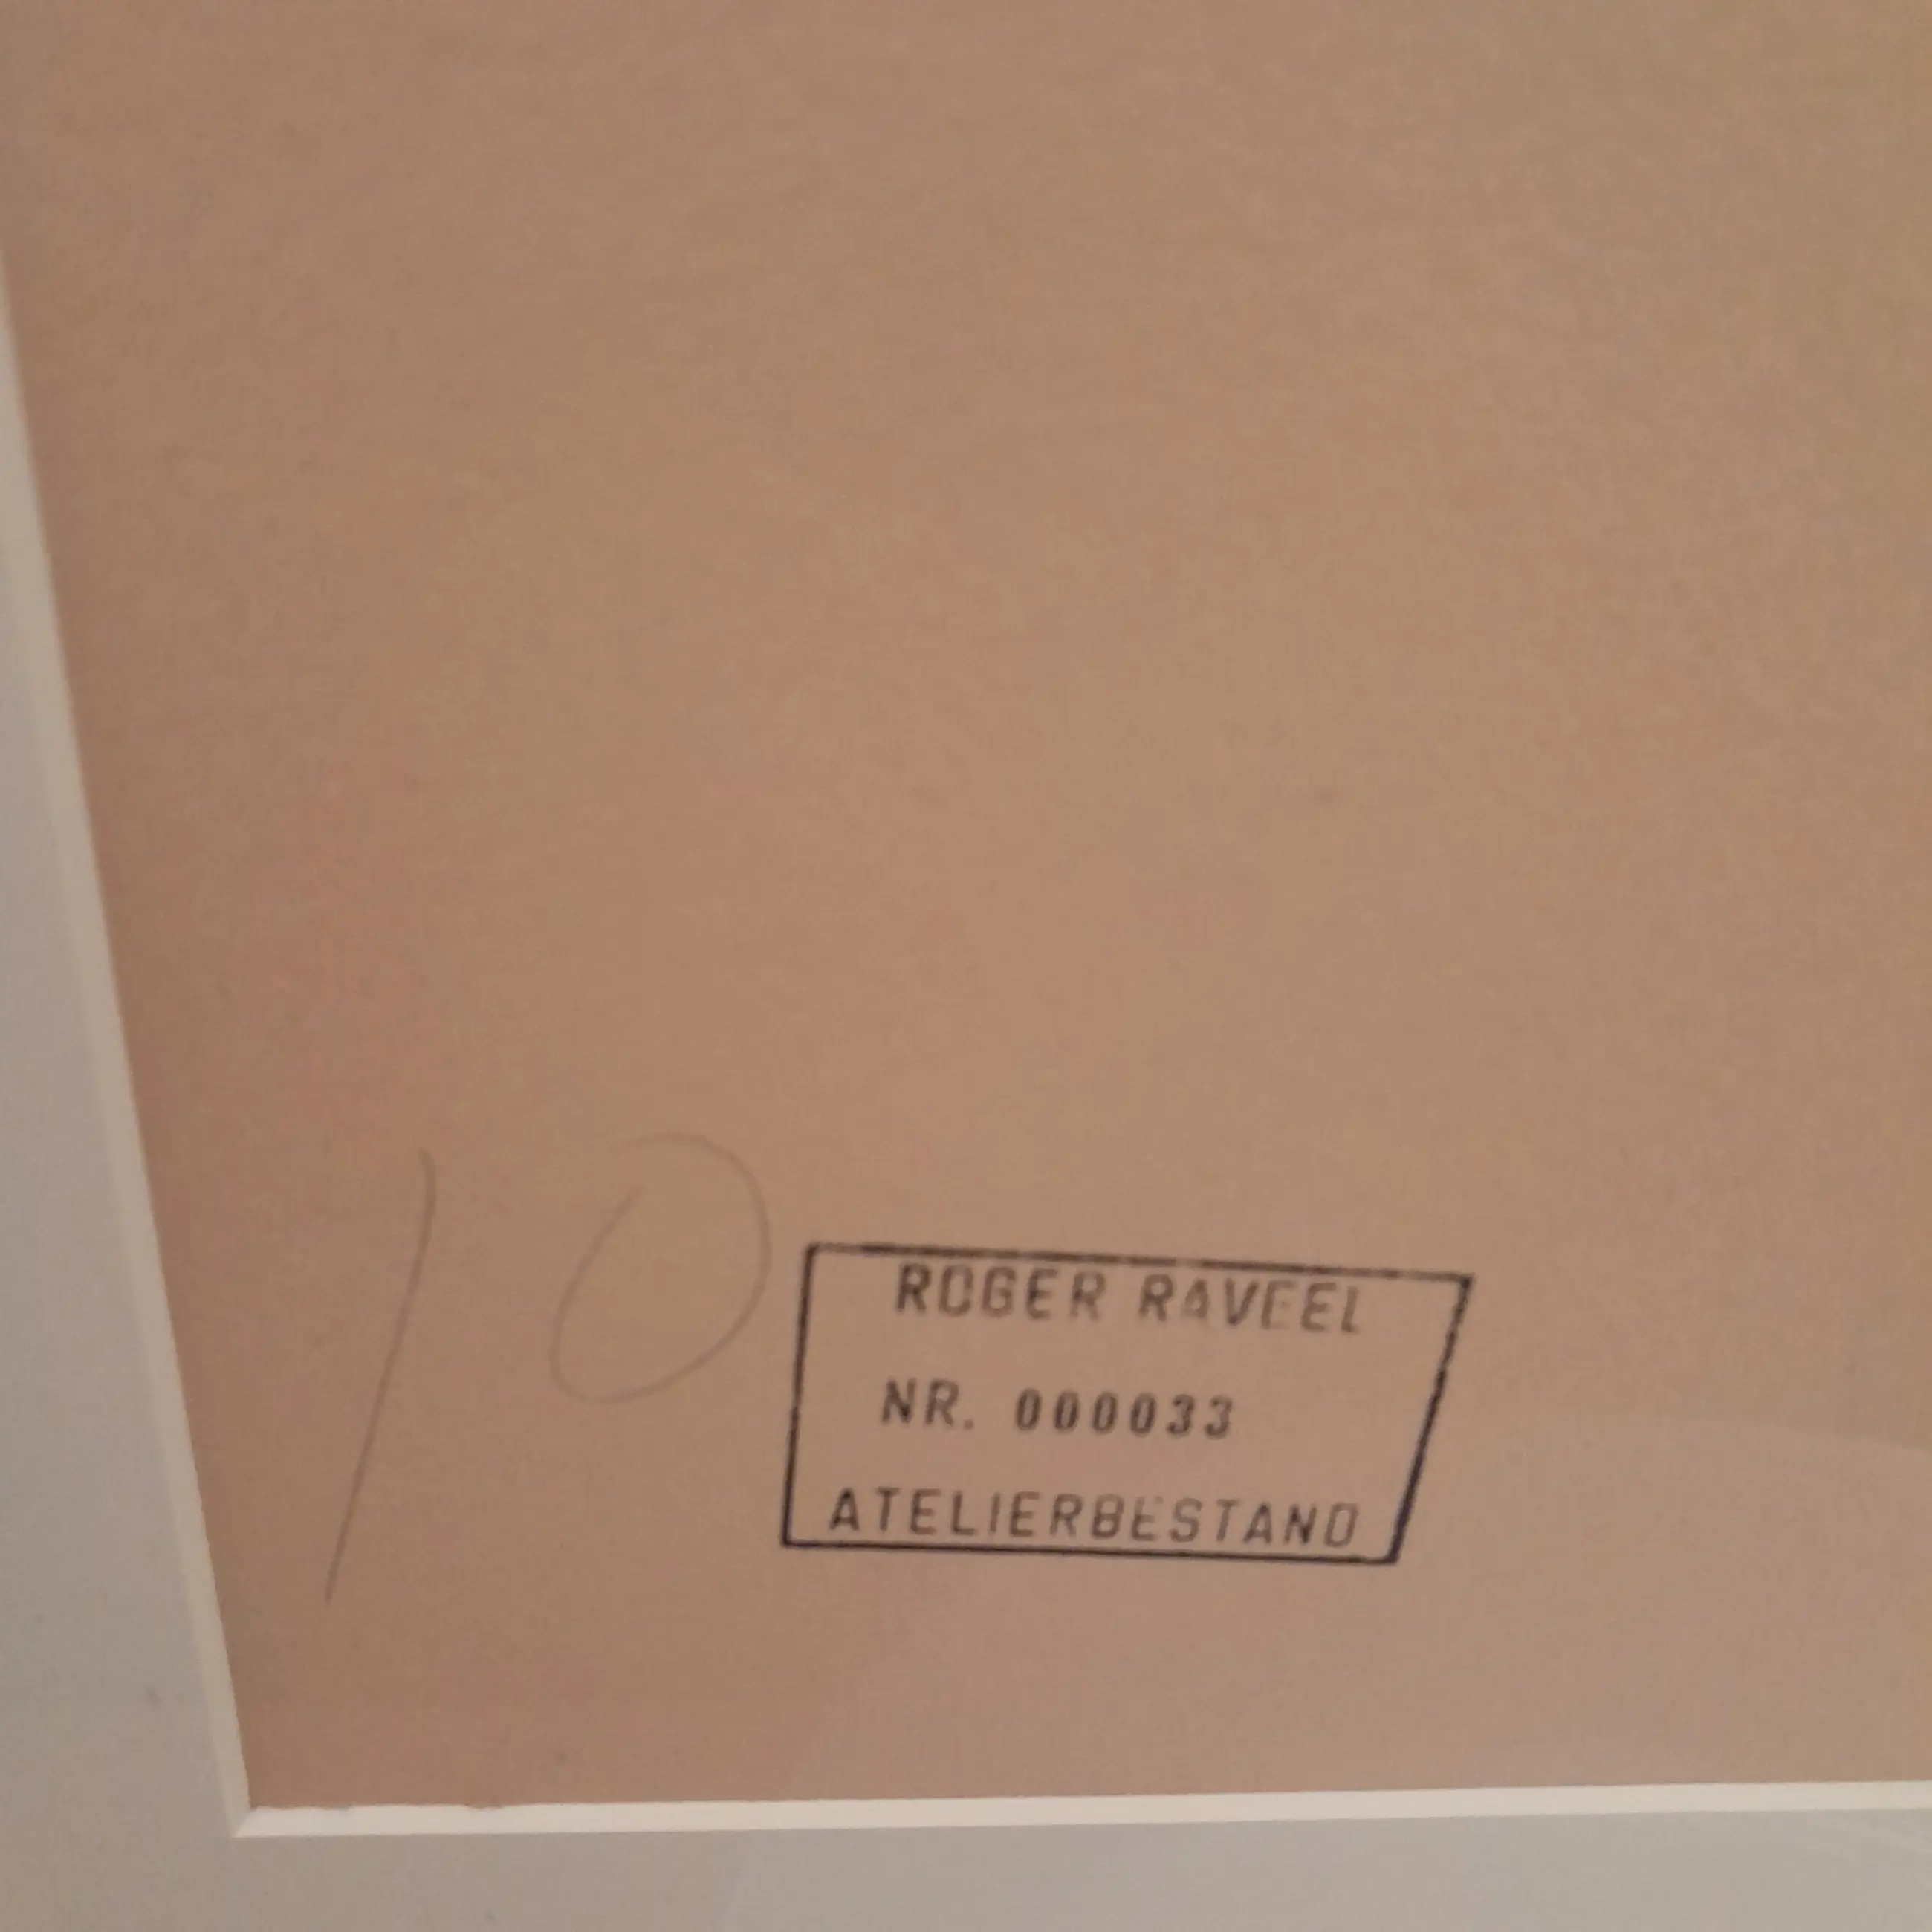 10
ROGER RAVEEL
NR. 000033
ATELIERBESTAND